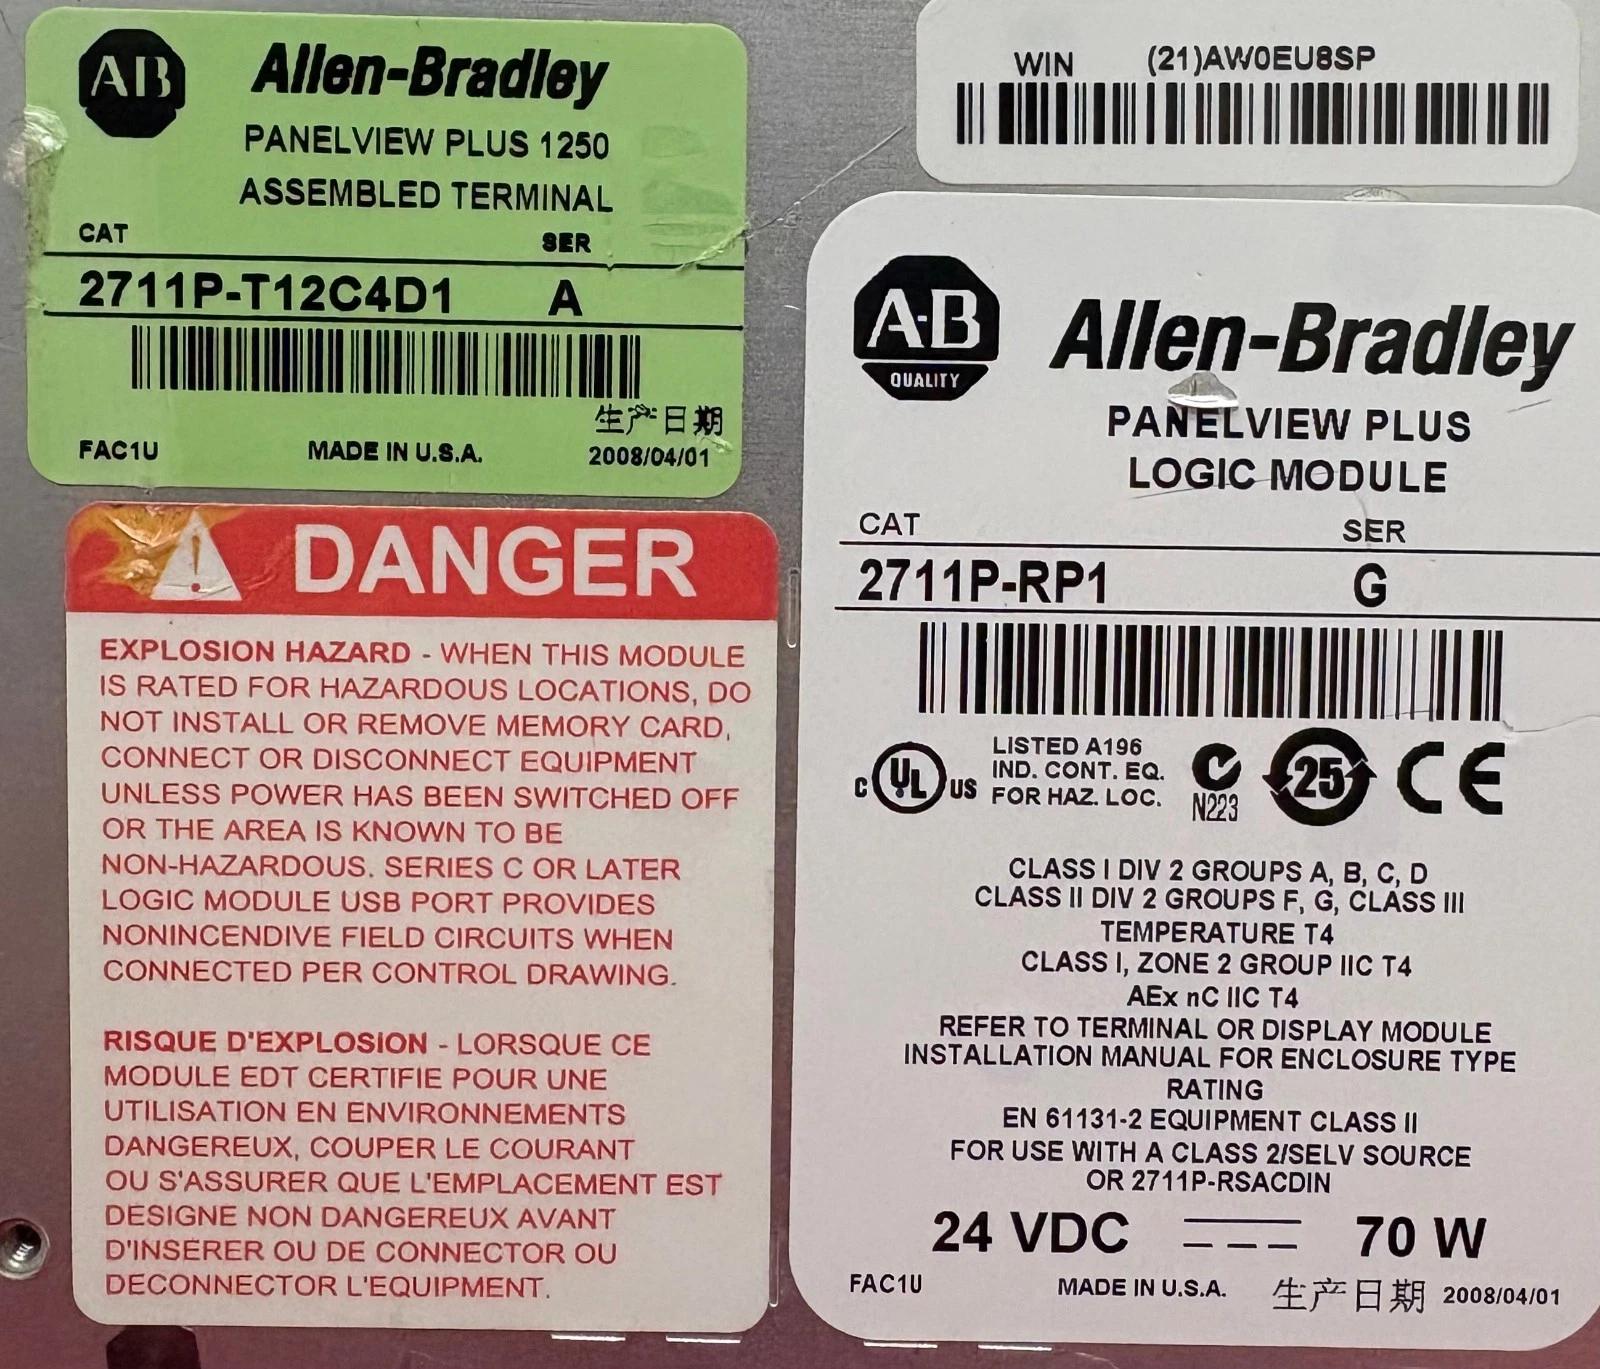 AB Allen-Bradley
PANELVIEW PLUS 1250
ASSEMBLED TERMINAL
CAT SER
2711P-T12C4D1 A
生产日期
FAC1U MADE IN U.S.A. 2008/04/01
DANGER
EXPLOSION HAZARD - WHEN THIS MODULE
IS RATED FOR HAZARDOUS LOCATIONS, DO
NOT INSTALL OR REMOVE MEMORY CARD,
CONNECT OR DISCONNECT EQUIPMENT
UNLESS POWER HAS BEEN SWITCHED OFF
OR THE AREA IS KNOWN TO BE
NON-HAZARDOUS. SERIES C OR LATER
LOGIC MODULE USB PORT PROVIDES
NONINCENDIVE FIELD CIRCUITS WHEN
CONNECTED PER CONTROL DRAWING.
RISQUE D'EXPLOSION - LORSQUE CE
MODULE EDT CERTIFIE POUR UNE
UTILISATION EN ENVIRONNEMENTS
DANGEREUX, COUPER LE COURANT
OU S'ASSURER QUE L'EMPLACEMENT EST
DESIGNE NON DANGEREUX AVANT
D'INSERER OU DE CONNECTOR OU
DECONNECTOR L'EQUIPMENT.
WIN (21)AW0EU8SP
A-B QUALITY
Allen-Bradley
PANELVIEW PLUS
LOGIC MODULE
CAT SER
2711P-RP1 G
C UL US
LISTED A196
IND. CONT. EQ.
FOR HAZ. LOC.
N223
25
CE
CLASS I DIV 2 GROUPS A, B, C, D
CLASS II DIV 2 GROUPS F, G, CLASS III
TEMPERATURE T4
CLASS I, ZONE 2 GROUP IIC T4
AEx nC IIC T4
REFER TO TERMINAL OR DISPLAY MODULE
INSTALLATION MANUAL FOR ENCLOSURE TYPE
RATING
EN 61131-2 EQUIPMENT CLASS II
FOR USE WITH A CLASS 2/SELV SOURCE
OR 2711P-RSACDIN
24 VDC 70 W
FAC1U MADE IN U.S.A. 生产日期 2008/04/01